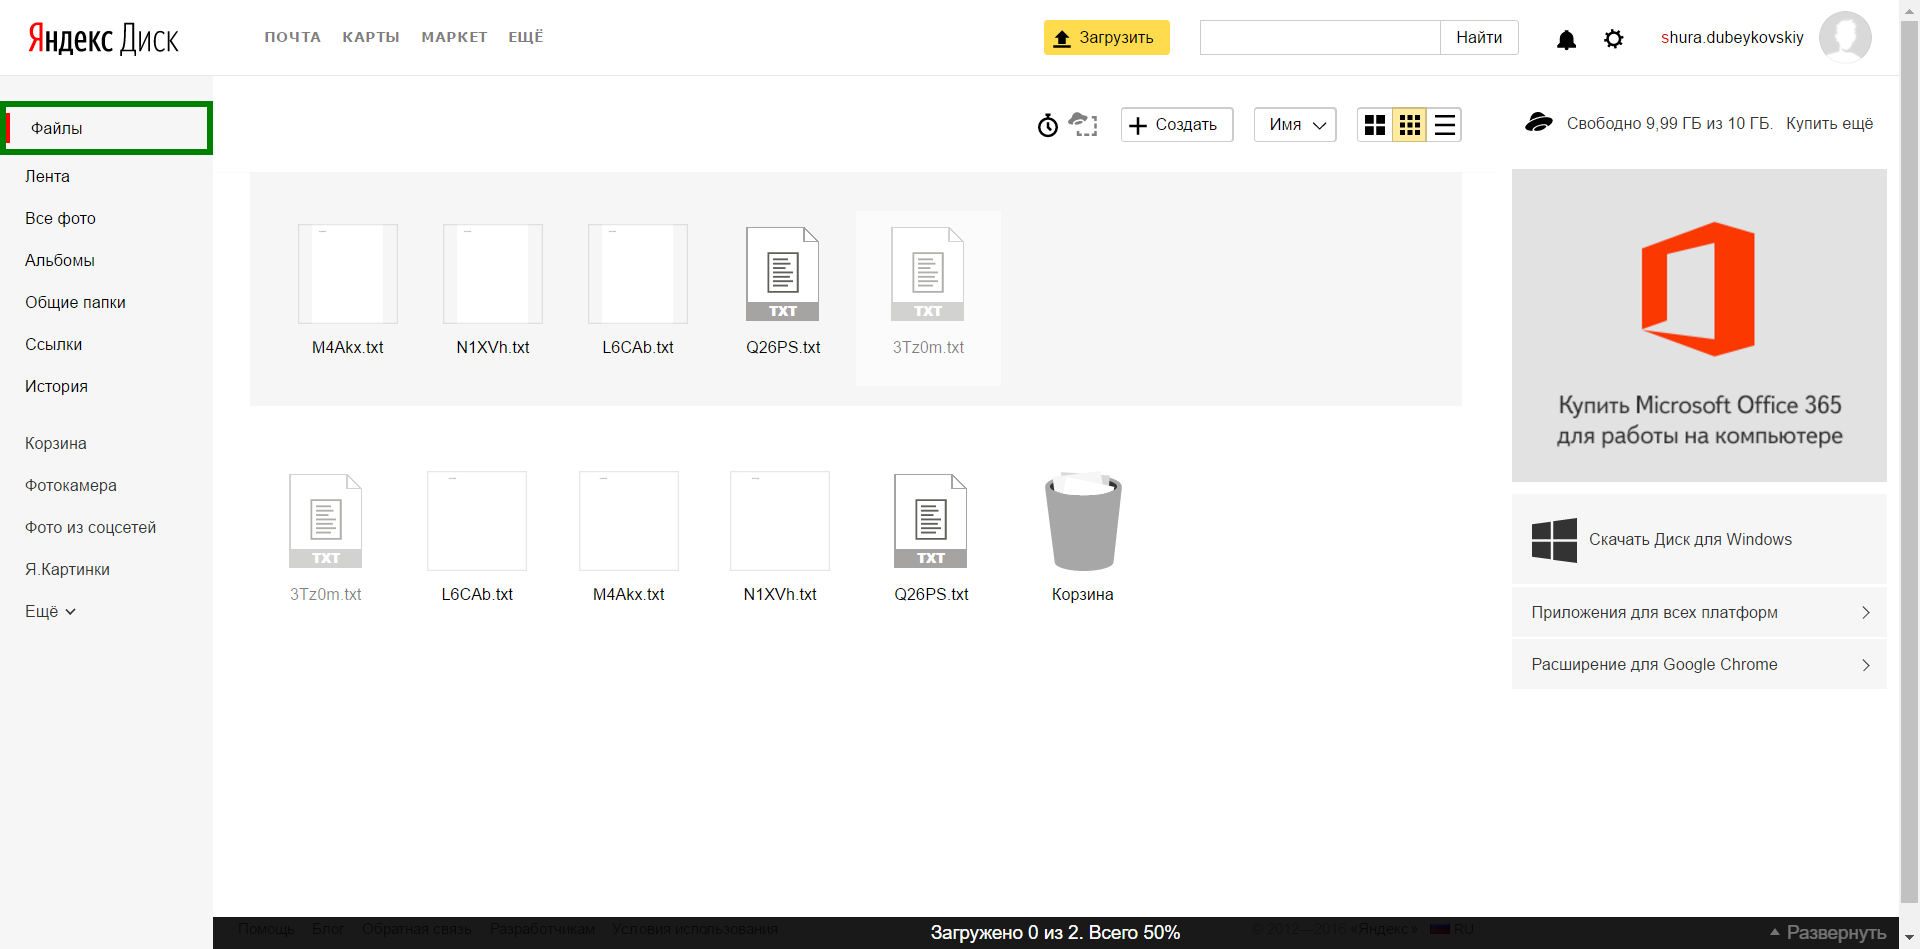 Яндекс Диск
ПОЧТА КАРТЫ МАРКЕТ ЕЩЁ
Загрузить
Найти
shura.dubeykovskiy
Файлы
Лента
Все фото
Альбомы
Общие папки
Ссылки
История
Корзина
Фотокамера
Фото из соцсетей
Я.Картинки
Ещё
Создать
Имя
Свободно 9,99 ГБ из 10 ГБ. Купить ещё
TXT TXT
M4Akx.txt N1XVh.txt L6CAb.txt Q26PS.txt 3Tz0m.txt
TXT TXT
3Tz0m.txt L6CAb.txt M4Akx.txt N1XVh.txt Q26PS.txt Корзина
Купить Microsoft Office 365
для работы на компьютере
Скачать Диск для Windows
Приложения для всех платформ
Расширение для Google Chrome
Помощь Блог Обратная связь Разработчикам Условия использования
Загружено 0 из 2. Всего 50%
© 2012—2016 «Яндекс» RU
Развернуть